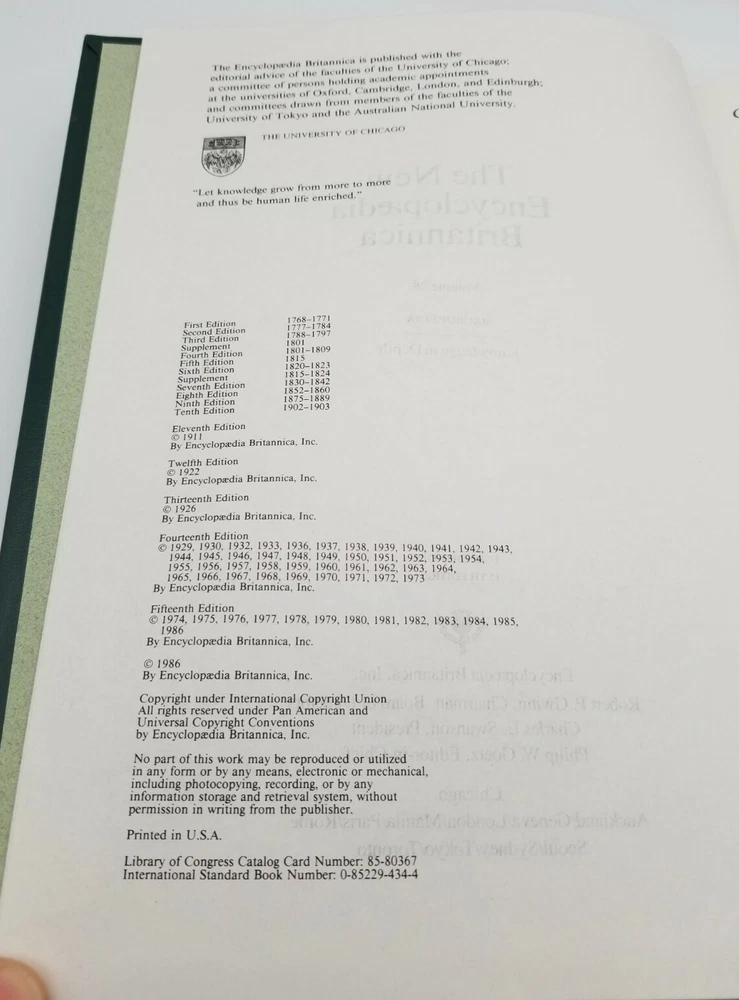 The Encyclopædia Britannica is published with the
editorial advice of the faculties of the University of Chicago;
a committee of persons holding academic appointments
at the universities of Oxford, Cambridge, London, and Edinburgh;
and committees drawn from members of the faculties of the
University of Tokyo and the Australian National University.
THE UNIVERSITY OF CHICAGO
"Let knowledge grow from more to more
and thus be human life enriched."
First Edition 1768–1771
Second Edition 1777–1784
Third Edition 1788–1797
Supplement 1801
Fourth Edition 1801–1809
Fifth Edition 1815
Sixth Edition 1820–1823
Supplement 1815–1824
Seventh Edition 1830–1842
Eighth Edition 1852–1860
Ninth Edition 1875–1889
Tenth Edition 1902–1903
Eleventh Edition
© 1911
By Encyclopædia Britannica, Inc.
Twelfth Edition
© 1922
By Encyclopædia Britannica, Inc.
Thirteenth Edition
© 1926
By Encyclopædia Britannica, Inc.
Fourteenth Edition
© 1929, 1930, 1932, 1933, 1936, 1937, 1938, 1939, 1940, 1941, 1942, 1943,
1944, 1945, 1946, 1947, 1948, 1949, 1950, 1951, 1952, 1953, 1954,
1955, 1956, 1957, 1958, 1959, 1960, 1961, 1962, 1963, 1964,
1965, 1966, 1967, 1968, 1969, 1970, 1971, 1972, 1973
By Encyclopædia Britannica, Inc.
Fifteenth Edition
© 1974, 1975, 1976, 1977, 1978, 1979, 1980, 1981, 1982, 1983, 1984, 1985,
1986
By Encyclopædia Britannica, Inc.
© 1986
By Encyclopædia Britannica, Inc.
Copyright under International Copyright Union
All rights reserved under Pan American and
Universal Copyright Conventions
by Encyclopædia Britannica, Inc.
No part of this work may be reproduced or utilized
in any form or by any means, electronic or mechanical,
including photocopying, recording, or by any
information storage and retrieval system, without
permission in writing from the publisher.
Printed in U.S.A.
Library of Congress Catalog Card Number: 85-80367
International Standard Book Number: 0-85229-434-4